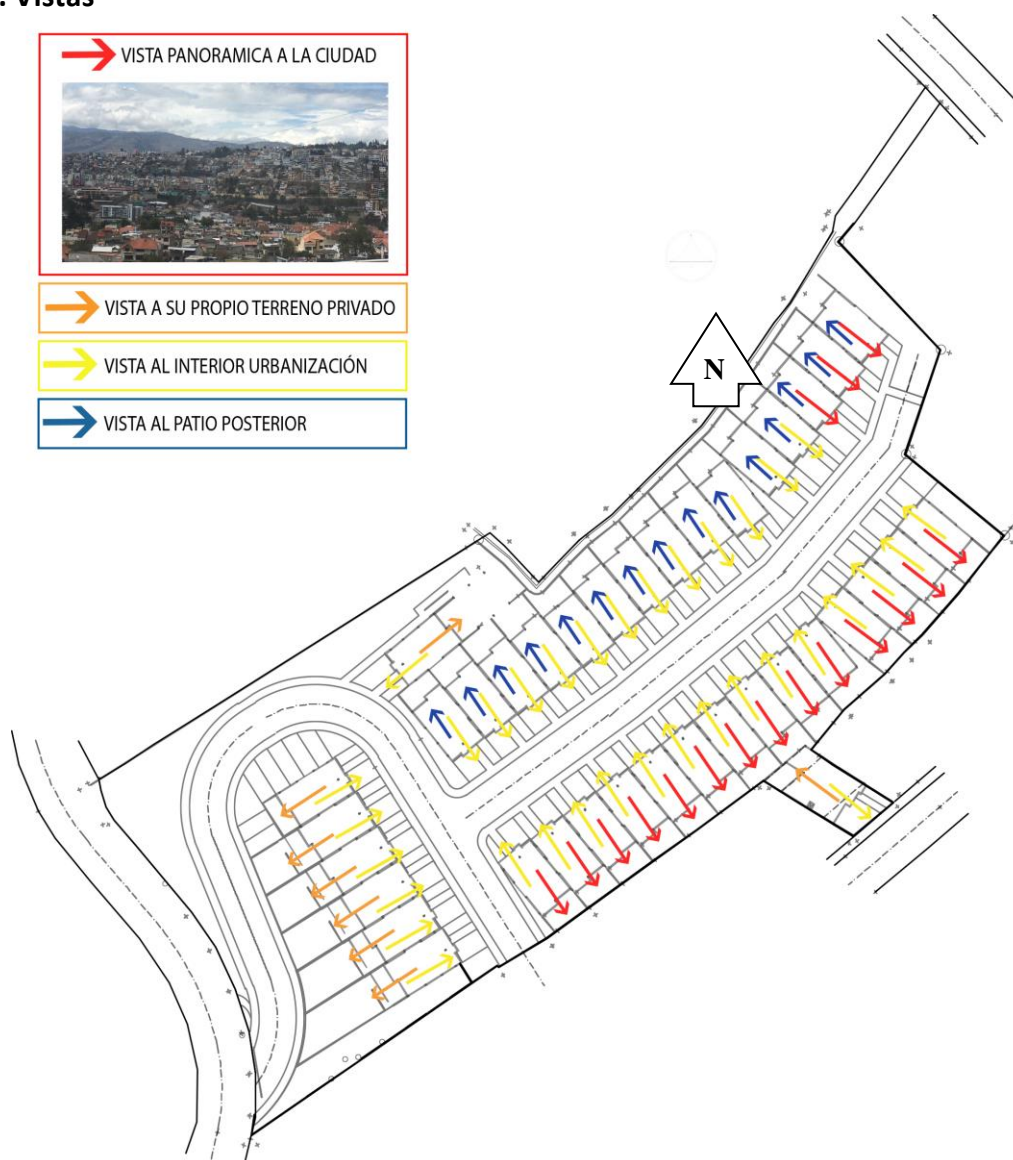 . Vistas
VISTA PANORAMICA A LA CIUDAD
VISTA A SU PROPIO TERRENO PRIVADO
VISTA AL INTERIOR URBANIZACIÓN
VISTA AL PATIO POSTERIOR
N